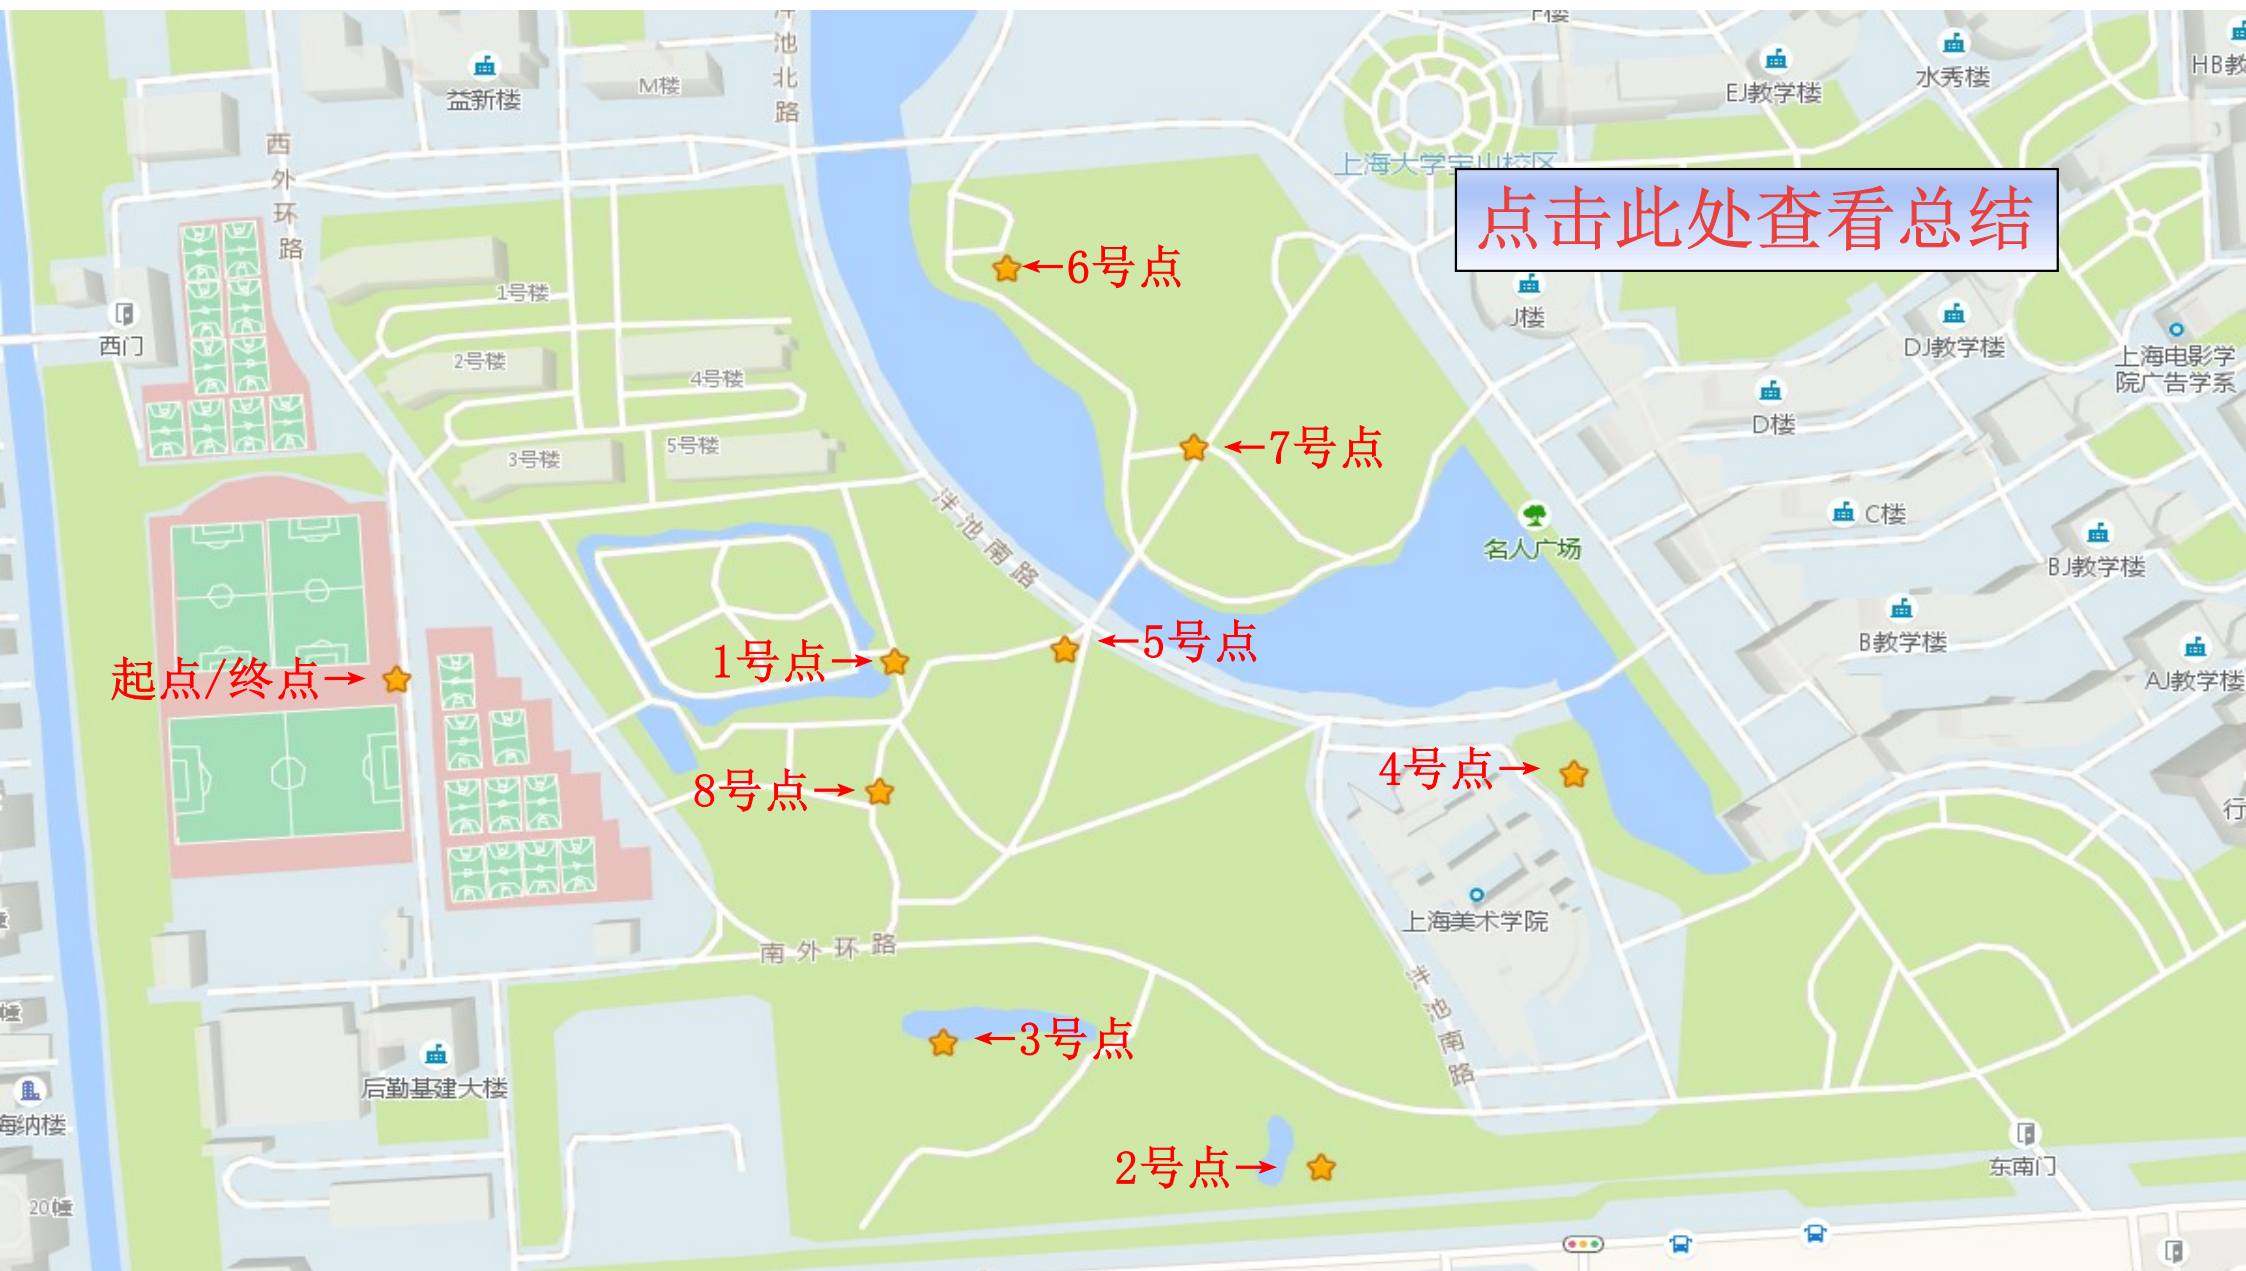 益新楼
M楼
泮池北路
F楼
EJ教学楼
水秀楼
HB教
西外环路
上海大学宝山校区
点击此处查看总结
1号楼
←6号点
J楼
DJ教学楼
西门
2号楼
4号楼
上海电影学
院广告学系
D楼
3号楼
5号楼
←7号点
C楼
泮池南路
名人广场
BJ教学楼
起点/终点→
1号点→
←5号点
B教学楼
AJ教学楼
8号点→
4号点→
行
上海美术学院
南外环路
泮池南路
←3号点
后勤基建大楼
海纳楼
2号点→
东南门
20幢